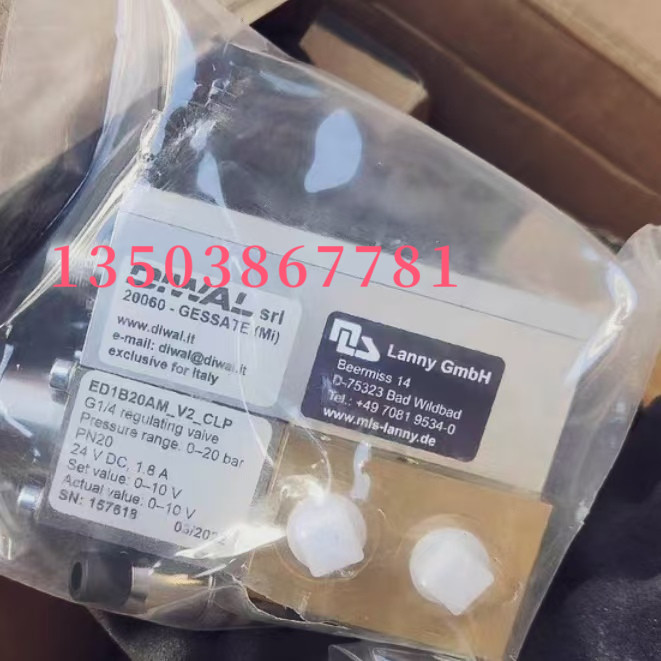 13503867781
DIWAL srl
20060 - GESSATE (Mi)
www.diwal.it
e-mail: diwal@diwal.it
exclusive for Italy
MLS Lanny GmbH
Beermiss 14
D-75323 Bad Wildbad
Tel.: +49 7081 9534-0
www.mls-lanny.de
ED1B20AM_V2_CLP
G1/4 regulating valve
Pressure range: 0–20 bar
PN20
24 V DC, 1.8 A
Set value: 0–10 V
Actual value: 0–10 V
SN: 157618